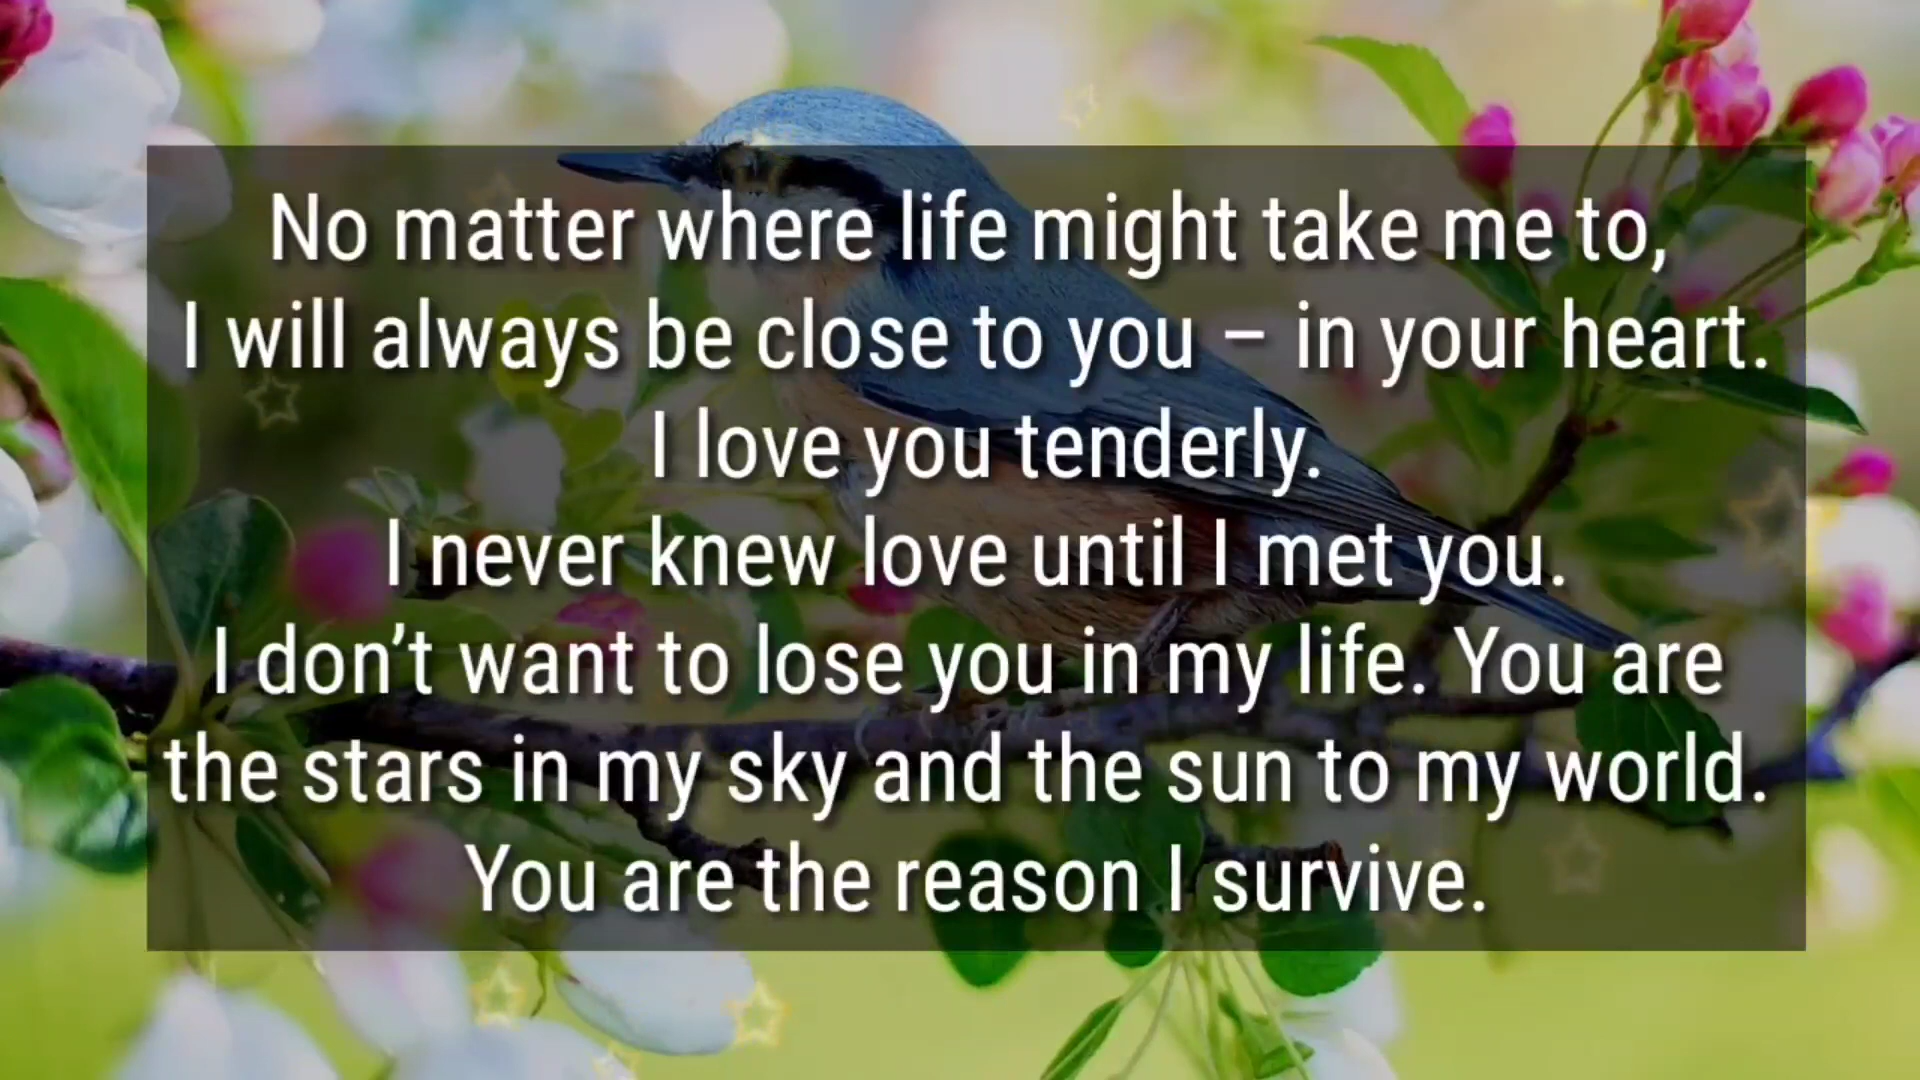 No matter where life might take me to,
I will always be close to you – in your heart.
I love you tenderly.
I never knew love until I met you.
I don’t want to lose you in my life. You are
the stars in my sky and the sun to my world.
You are the reason I survive.